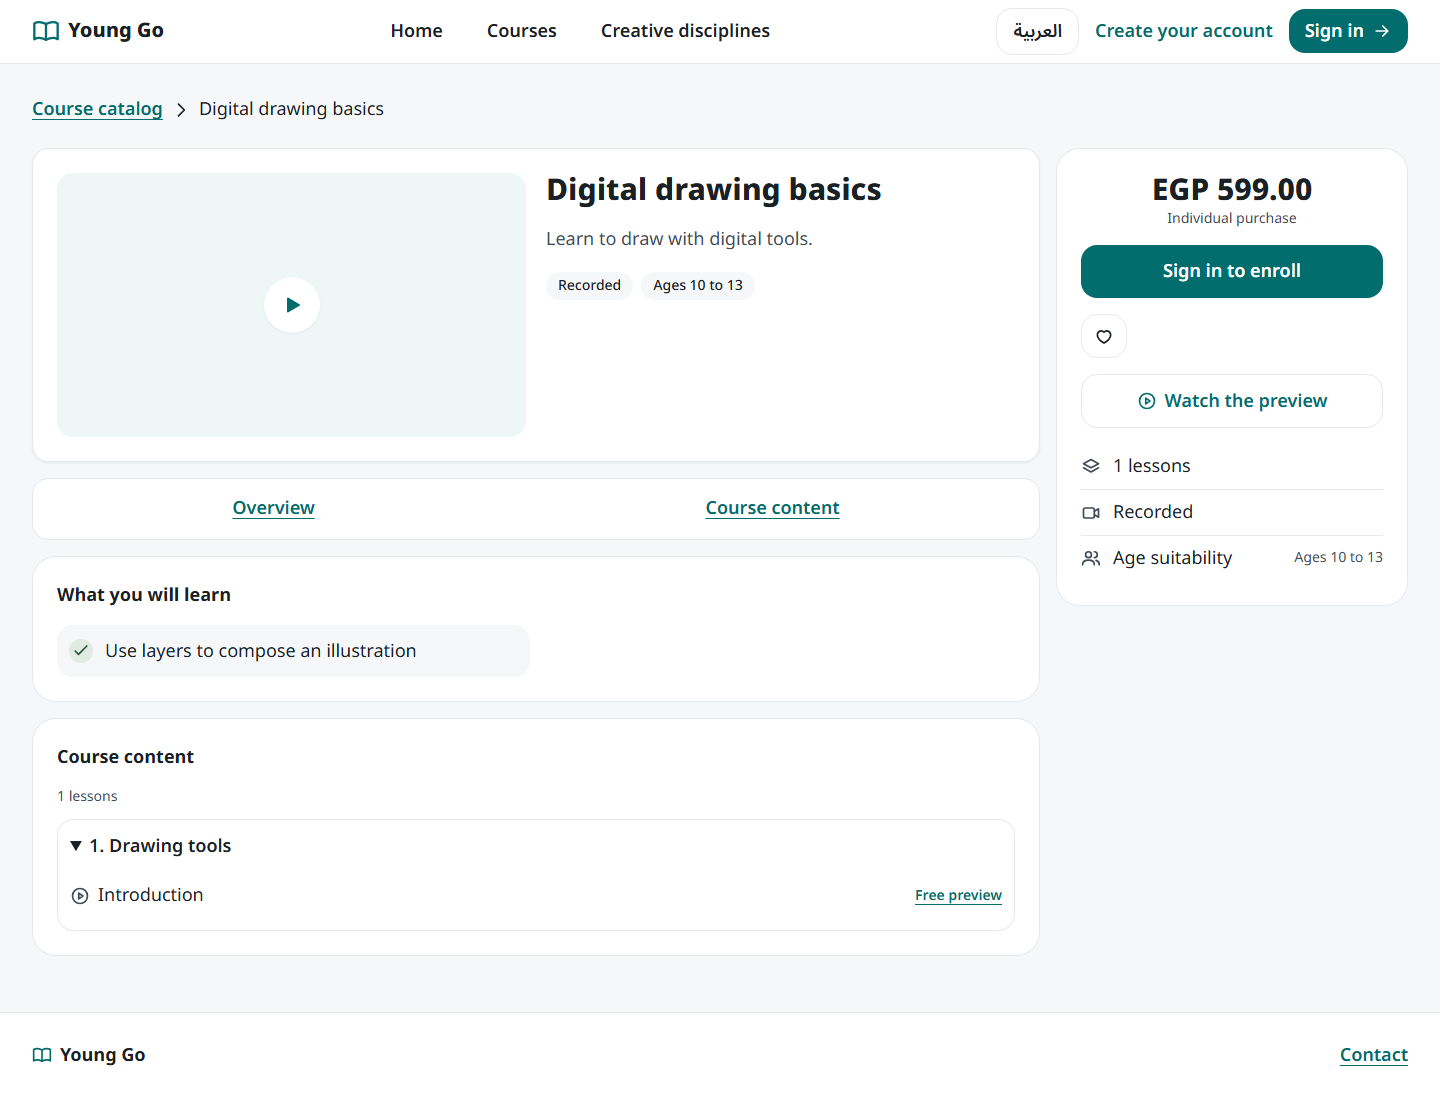 Young Go
Home
Courses
Creative disciplines
العربية
Create your account
Sign in
Course catalog
Digital drawing basics
Digital drawing basics
Learn to draw with digital tools.
Recorded
Ages 10 to 13
EGP 599.00
Individual purchase
Sign in to enroll
Watch the preview
1 lessons
Recorded
Age suitability
Ages 10 to 13
Overview
Course content
What you will learn
Use layers to compose an illustration
Course content
1 lessons
1. Drawing tools
Introduction
Free preview
Young Go
Contact